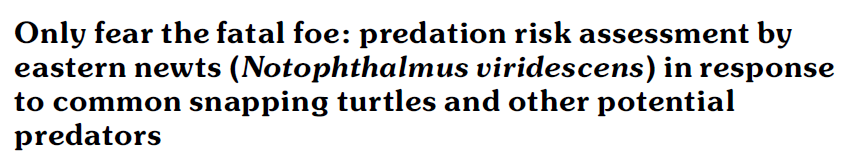 Only fear the fatal foe: predation risk assessment by
eastern newts (Notophthalmus viridescens) in response
to common snapping turtles and other potential
predators